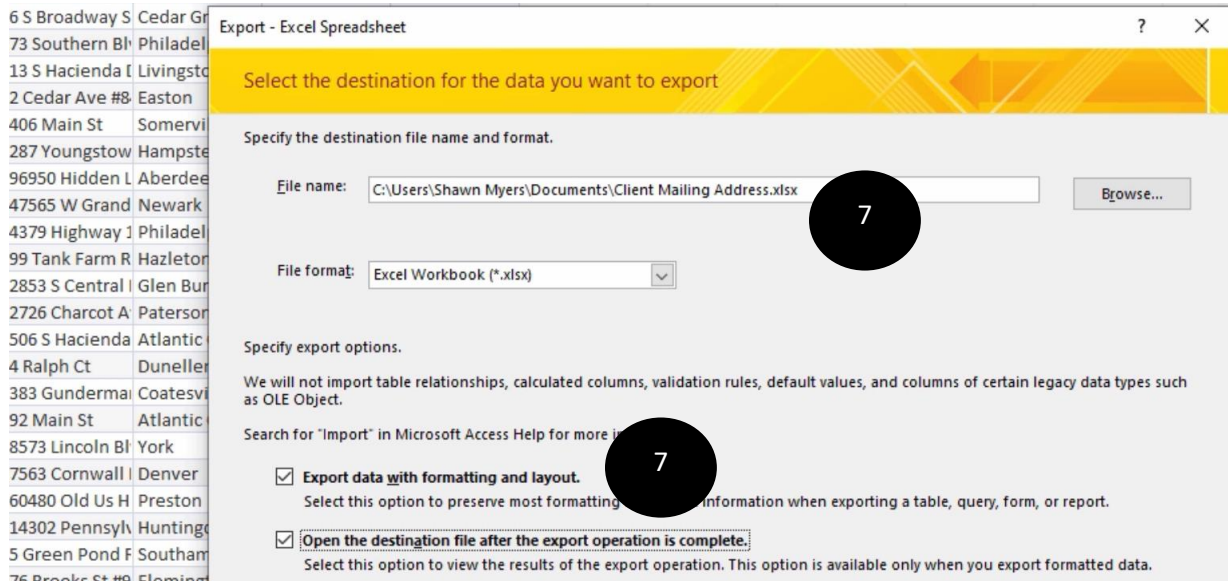 6 S Broadway S Cedar Gr
73 Southern Blv Philadel
13 S Hacienda D Livingsto
2 Cedar Ave #84 Easton
406 Main St Somervi
287 Youngstow Hampste
96950 Hidden L Aberdee
47565 W Grand Newark
4379 Highway 1 Philadel
99 Tank Farm R Hazleton
2853 S Central Glen Bur
2726 Charcot A Paterson
506 S Hacienda Atlantic
4 Ralph Ct Duneller
383 Gunderman Coatesvi
92 Main St Atlantic
8573 Lincoln Bl York
7563 Cornwall Denver
60480 Old Us H Preston
14302 Pennsylv Huntingd
5 Green Pond R Southam
76 Brooks St #9 Flemingt
Export - Excel Spreadsheet ?
Select the destination for the data you want to export
Specify the destination file name and format.
File name: C:\Users\Shawn Myers\Documents\Client Mailing Address.xlsx Browse...
7
File format: Excel Workbook (*.xlsx)
Specify export options.
We will not import table relationships, calculated columns, validation rules, default values, and columns of certain legacy data types such
as OLE Object.
Search for "Import" in Microsoft Access Help for more
7
Export data with formatting and layout.
Select this option to preserve most formatting information when exporting a table, query, form, or report.
Open the destination file after the export operation is complete.
Select this option to view the results of the export operation. This option is available only when you export formatted data.